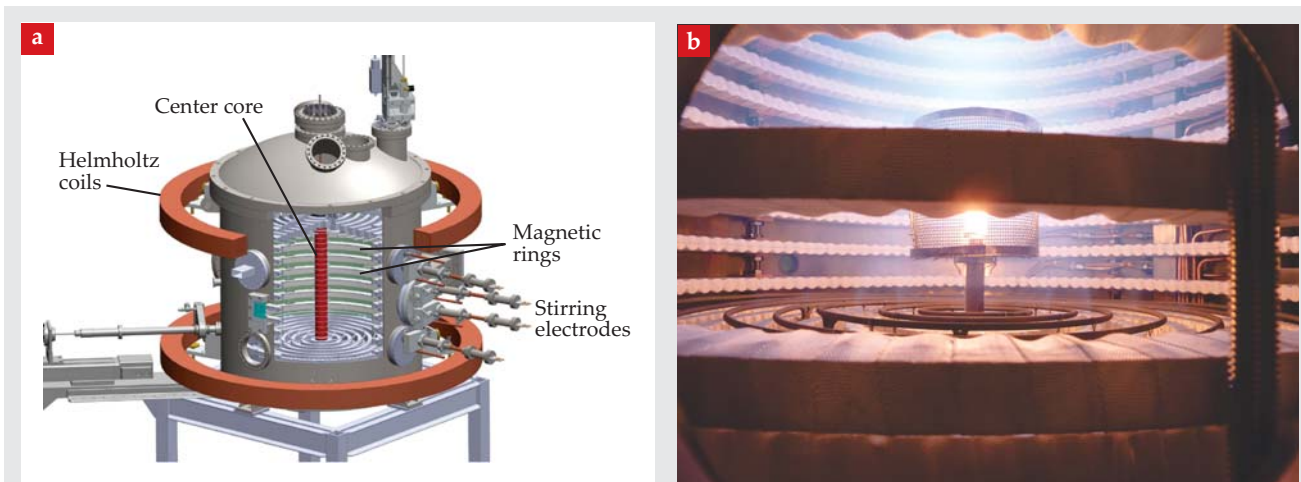 a
Center core
Helmholtz
coils
Magnetic
rings
Stirring
electrodes
b